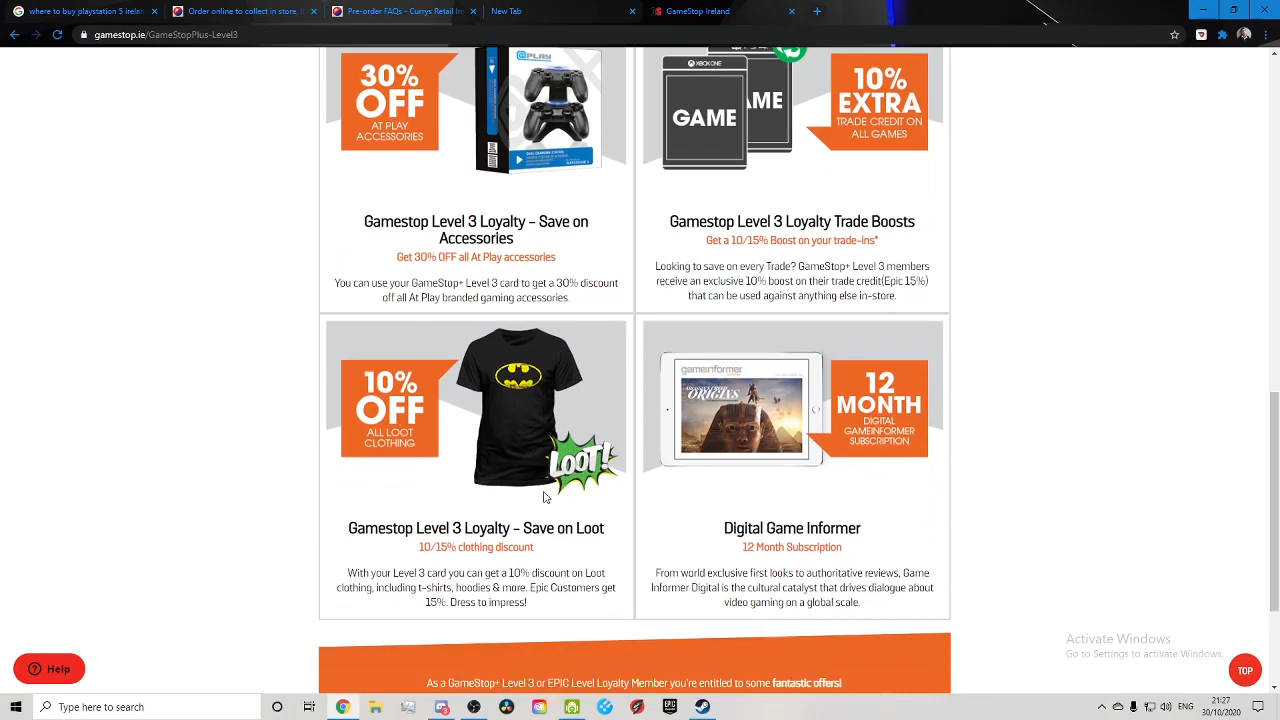 where to buy playstation 5 irelan
Order online to collect in store, i
Pre-order FAQs – Currys Retail Ire
New Tab
GameStop Ireland
gamestop.ie/GameStopPlus-Level3
30%
OFF
AT PLAY
ACCESSORIES
@PLAY
XBOX ONE
GAME
10%
EXTRA
TRADE CREDIT ON
ALL GAMES
Gamestop Level 3 Loyalty - Save on
Accessories
Get 30% OFF all At Play accessories
You can use your GameStop+ Level 3 card to get a 30% discount
off all At Play branded gaming accessories.
Gamestop Level 3 Loyalty Trade Boosts
Get a 10/15% Boost on your trade-ins*
Looking to save on every Trade? GameStop+ Level 3 members
receive an exclusive 10% boost on their trade credit(Epic 15%)
that can be used against anything else in-store.
10%
OFF
ALL LOOT
CLOTHING
LOOT!
gameinformer
ORIGINS
12
MONTH
DIGITAL
GAMEINFORMER
SUBSCRIPTION
Gamestop Level 3 Loyalty - Save on Loot
10/15% clothing discount
With your Level 3 card you can get a 10% discount on Loot
clothing, including t-shirts, hoodies & more. Epic Customers get
15%. Dress to impress!
Digital Game Informer
12 Month Subscription
From world exclusive first looks to authoritative reviews, Game
Informer Digital is the cultural catalyst that drives dialogue about
video gaming on a global scale.
As a GameStop+ Level 3 or EPIC Level Loyalty Member you're entitled to some fantastic offers!
Help
Activate Windows
Go to Settings to activate Windows.
TOP
Type here to search
21:27
30/10/2020